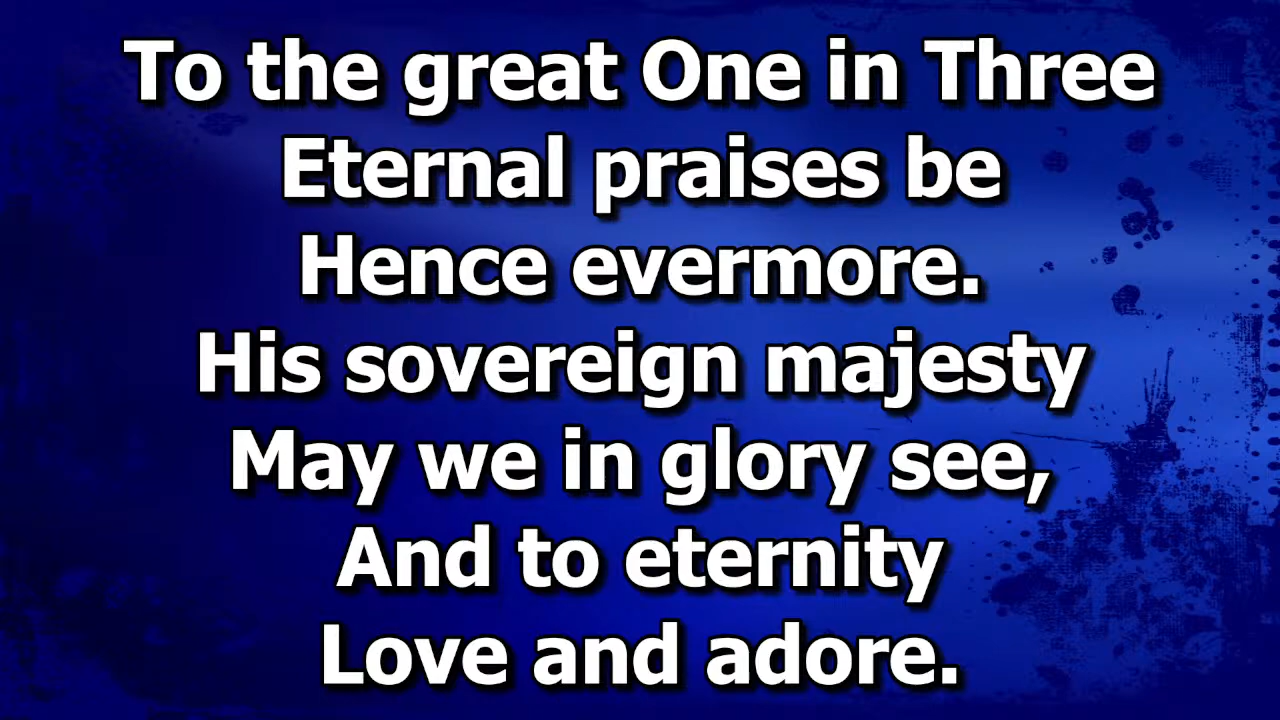 To the great One in Three
Eternal praises be
Hence evermore.
His sovereign majesty
May we in glory see,
And to eternity
Love and adore.